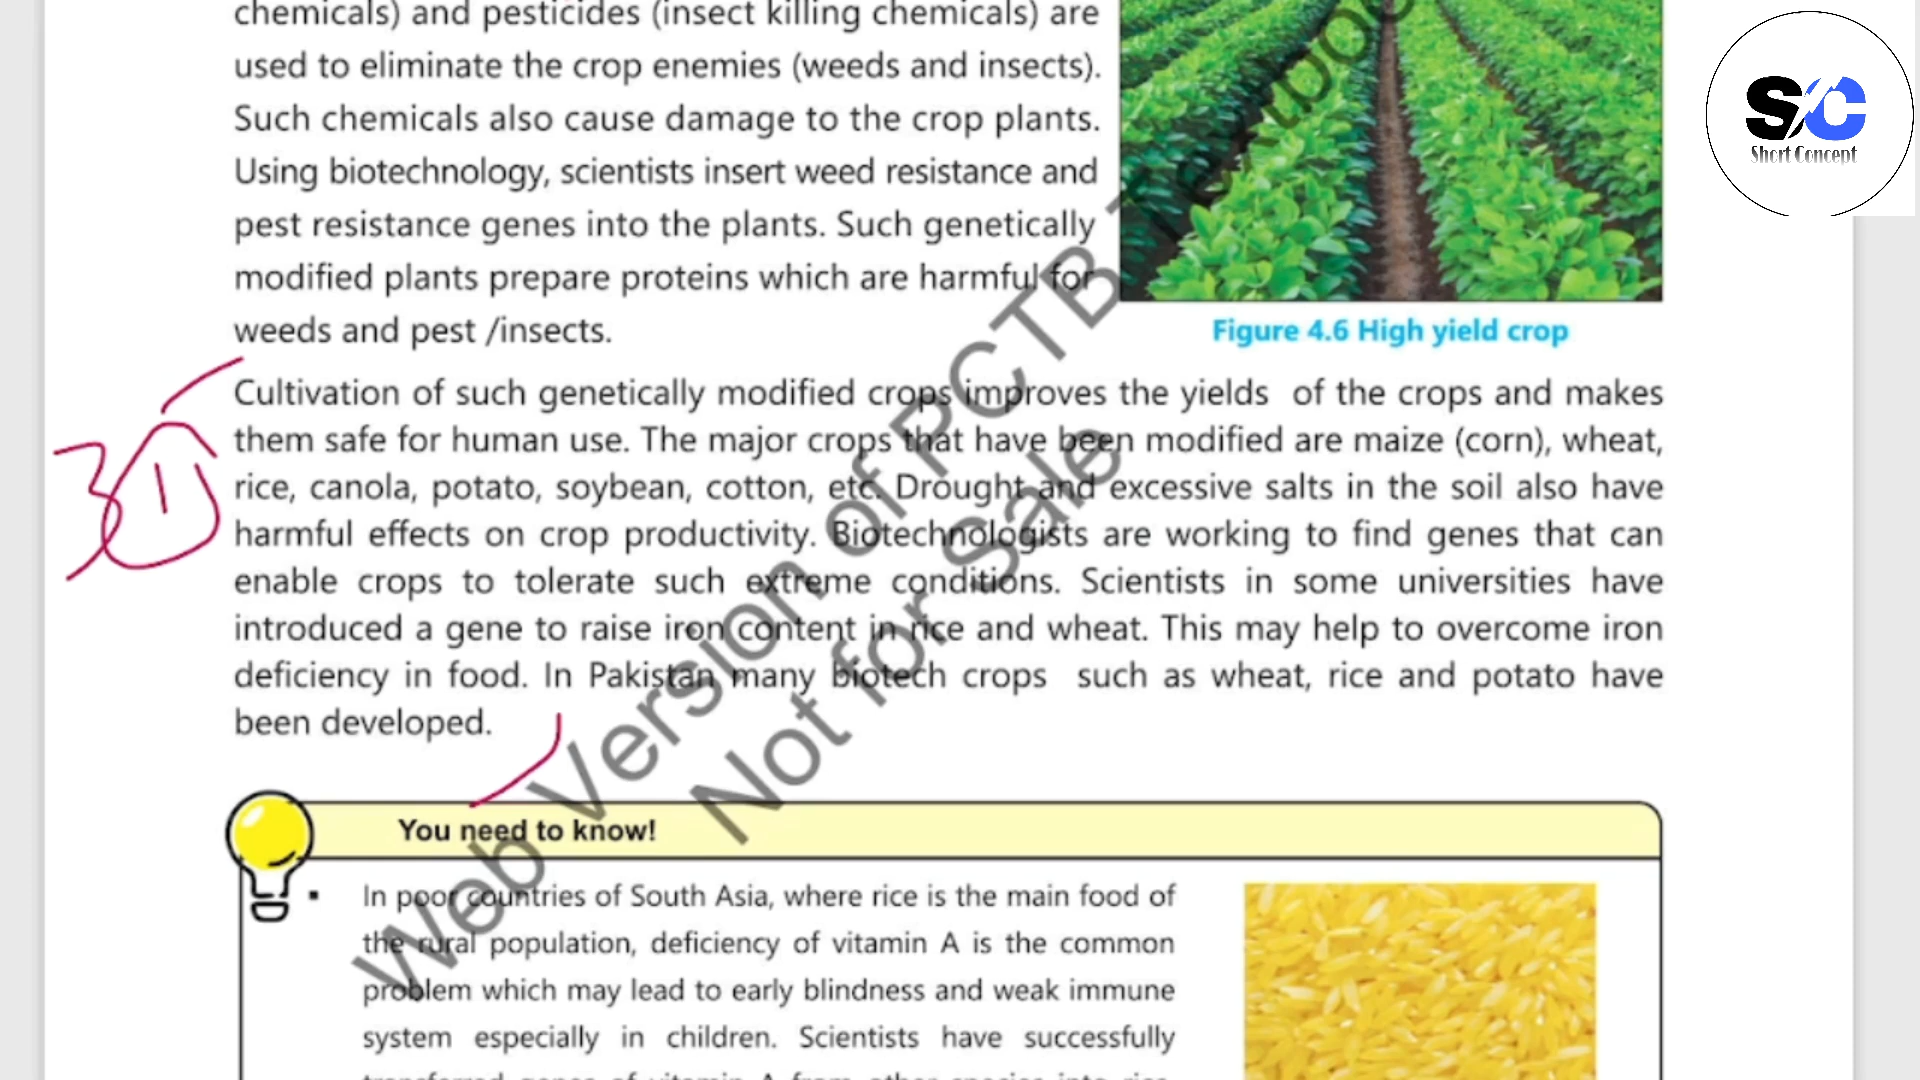 chemicals) and pesticides (insect killing chemicals) are
used to eliminate the crop enemies (weeds and insects).
Such chemicals also cause damage to the crop plants.
Using biotechnology, scientists insert weed resistance and
pest resistance genes into the plants. Such genetically
modified plants prepare proteins which are harmful for
weeds and pest /insects.
Figure 4.6 High yield crop
S/C
Short Concept
Cultivation of such genetically modified crops improves the yields of the crops and makes
them safe for human use. The major crops that have been modified are maize (corn), wheat,
rice, canola, potato, soybean, cotton, etc. Drought and excessive salts in the soil also have
harmful effects on crop productivity. Biotechnologists are working to find genes that can
enable crops to tolerate such extreme conditions. Scientists in some universities have
introduced a gene to raise iron content in rice and wheat. This may help to overcome iron
deficiency in food. In Pakistan many biotech crops such as wheat, rice and potato have
been developed.
You need to know!
▪ In poor countries of South Asia, where rice is the main food of
the rural population, deficiency of vitamin A is the common
problem which may lead to early blindness and weak immune
system especially in children. Scientists have successfully
transferred genes of vitamin A from other species into rice.
Web Version of PCTB Textbook
Not for Sale